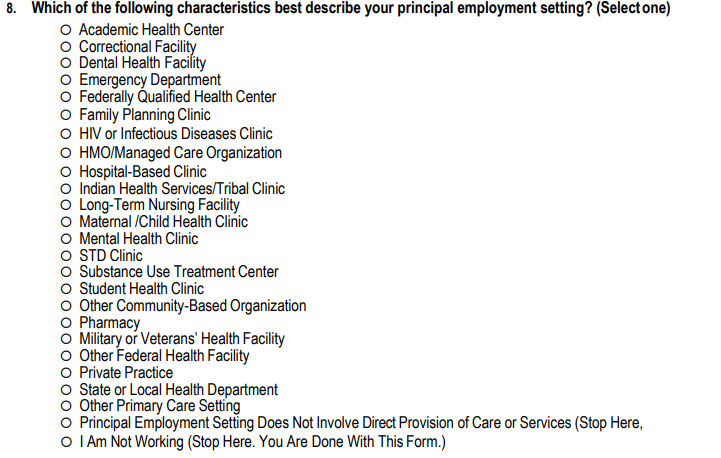 8. Which of the following characteristics best describe your principal employment setting? (Select one)
O Academic Health Center
O Correctional Facility
O Dental Health Facility
O Emergency Department
O Federally Qualified Health Center
O Family Planning Clinic
O HIV or Infectious Diseases Clinic
O HMO/Managed Care Organization
O Hospital-Based Clinic
O Indian Health Services/Tribal Clinic
O Long-Term Nursing Facility
O Maternal /Child Health Clinic
O Mental Health Clinic
O STD Clinic
O Substance Use Treatment Center
O Student Health Clinic
O Other Community-Based Organization
O Pharmacy
O Military or Veterans' Health Facility
O Other Federal Health Facility
O Private Practice
O State or Local Health Department
O Other Primary Care Setting
O Principal Employment Setting Does Not Involve Direct Provision of Care or Services (Stop Here,
O I Am Not Working (Stop Here. You Are Done With This Form.)